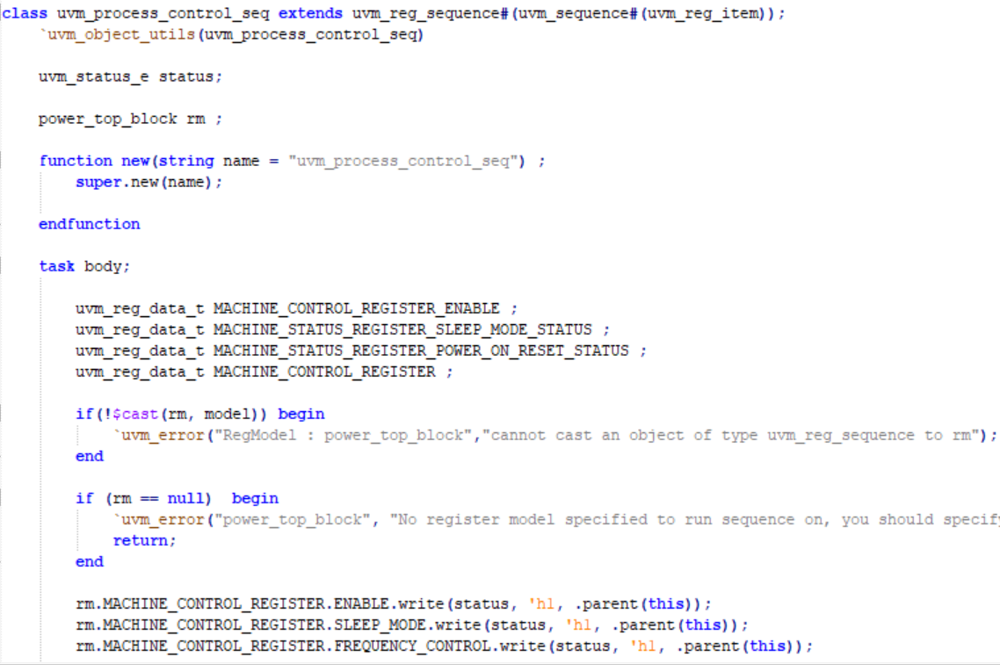 class uvm_process_control_seq extends uvm_reg_sequence#(uvm_sequence#(uvm_reg_item));
`uvm_object_utils(uvm_process_control_seq)
uvm_status_e status;
power_top_block rm ;
function new(string name = "uvm_process_control_seq") ;
super.new(name);
endfunction
task body;
uvm_reg_data_t MACHINE_CONTROL_REGISTER_ENABLE ;
uvm_reg_data_t MACHINE_STATUS_REGISTER_SLEEP_MODE_STATUS ;
uvm_reg_data_t MACHINE_STATUS_REGISTER_POWER_ON_RESET_STATUS ;
uvm_reg_data_t MACHINE_CONTROL_REGISTER ;
if(!$cast(rm, model)) begin
`uvm_error("RegModel : power_top_block","cannot cast an object of type uvm_reg_sequence to rm");
end
if (rm == null) begin
`uvm_error("power_top_block", "No register model specified to run sequence on, you should specify
return;
end
rm.MACHINE_CONTROL_REGISTER.ENABLE.write(status, 'h1, .parent(this));
rm.MACHINE_CONTROL_REGISTER.SLEEP_MODE.write(status, 'h1, .parent(this));
rm.MACHINE_CONTROL_REGISTER.FREQUENCY_CONTROL.write(status, 'h1, .parent(this));